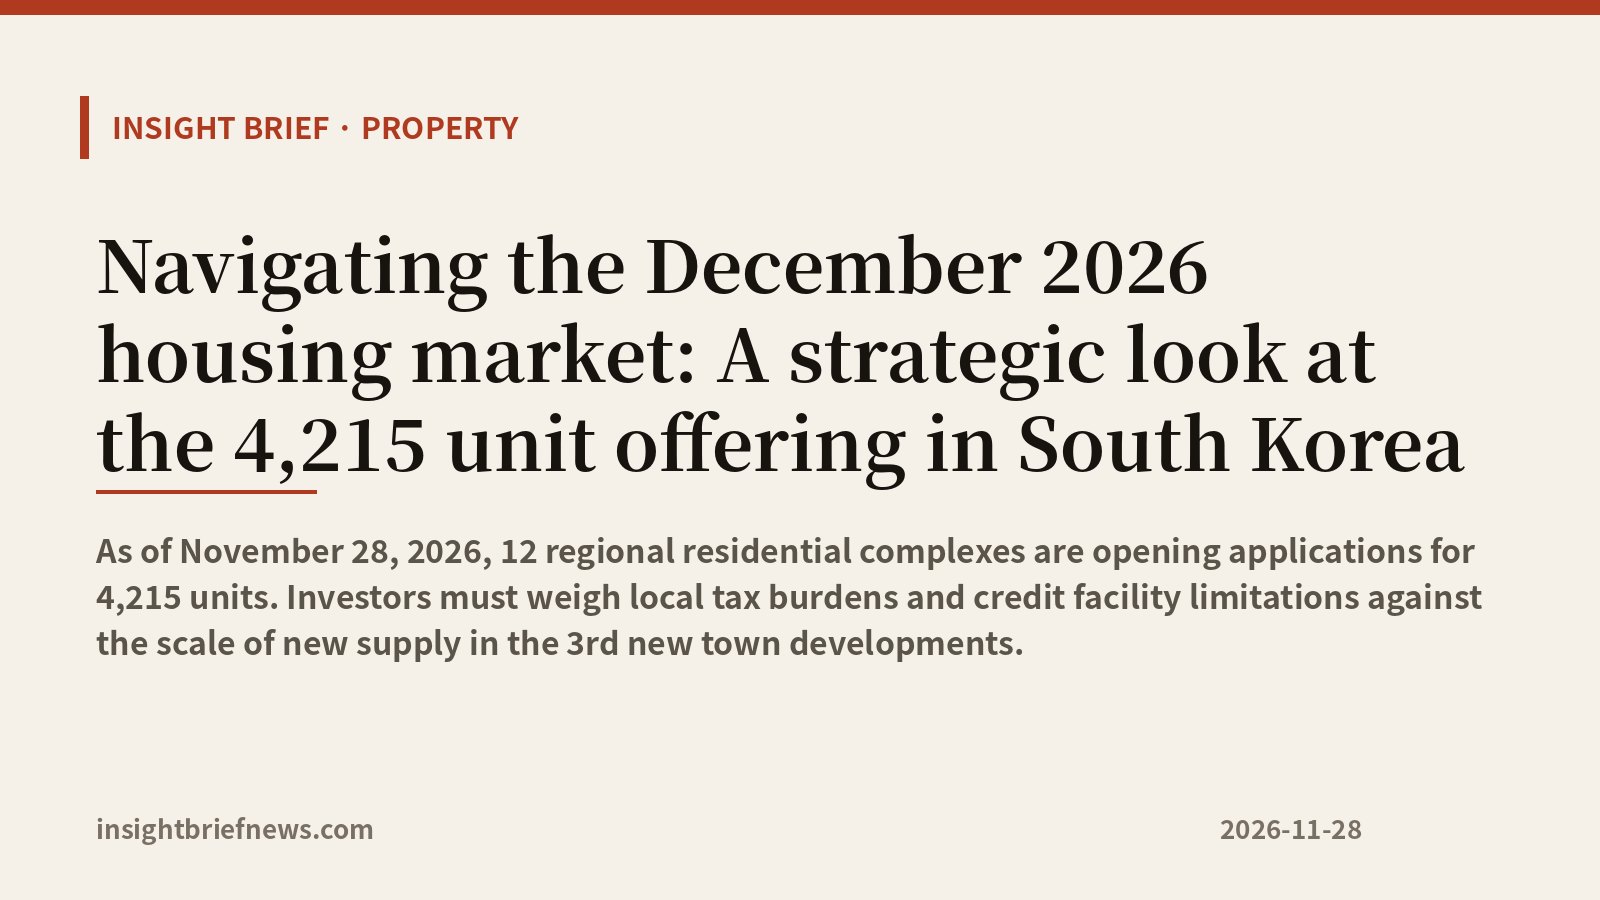 INSIGHT BRIEF · PROPERTY
Navigating the December 2026
housing market: A strategic look at
the 4,215 unit offering in South Korea
As of November 28, 2026, 12 regional residential complexes are opening applications for
4,215 units. Investors must weigh local tax burdens and credit facility limitations against
the scale of new supply in the 3rd new town developments.
insightbriefnews.com
2026-11-28